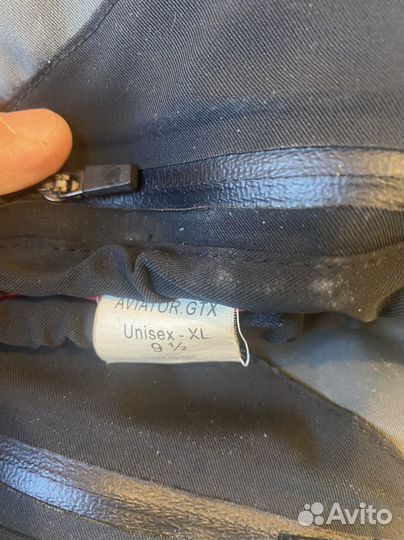 AVIATOR.GTX
Unisex - XL
9 ½
Avito